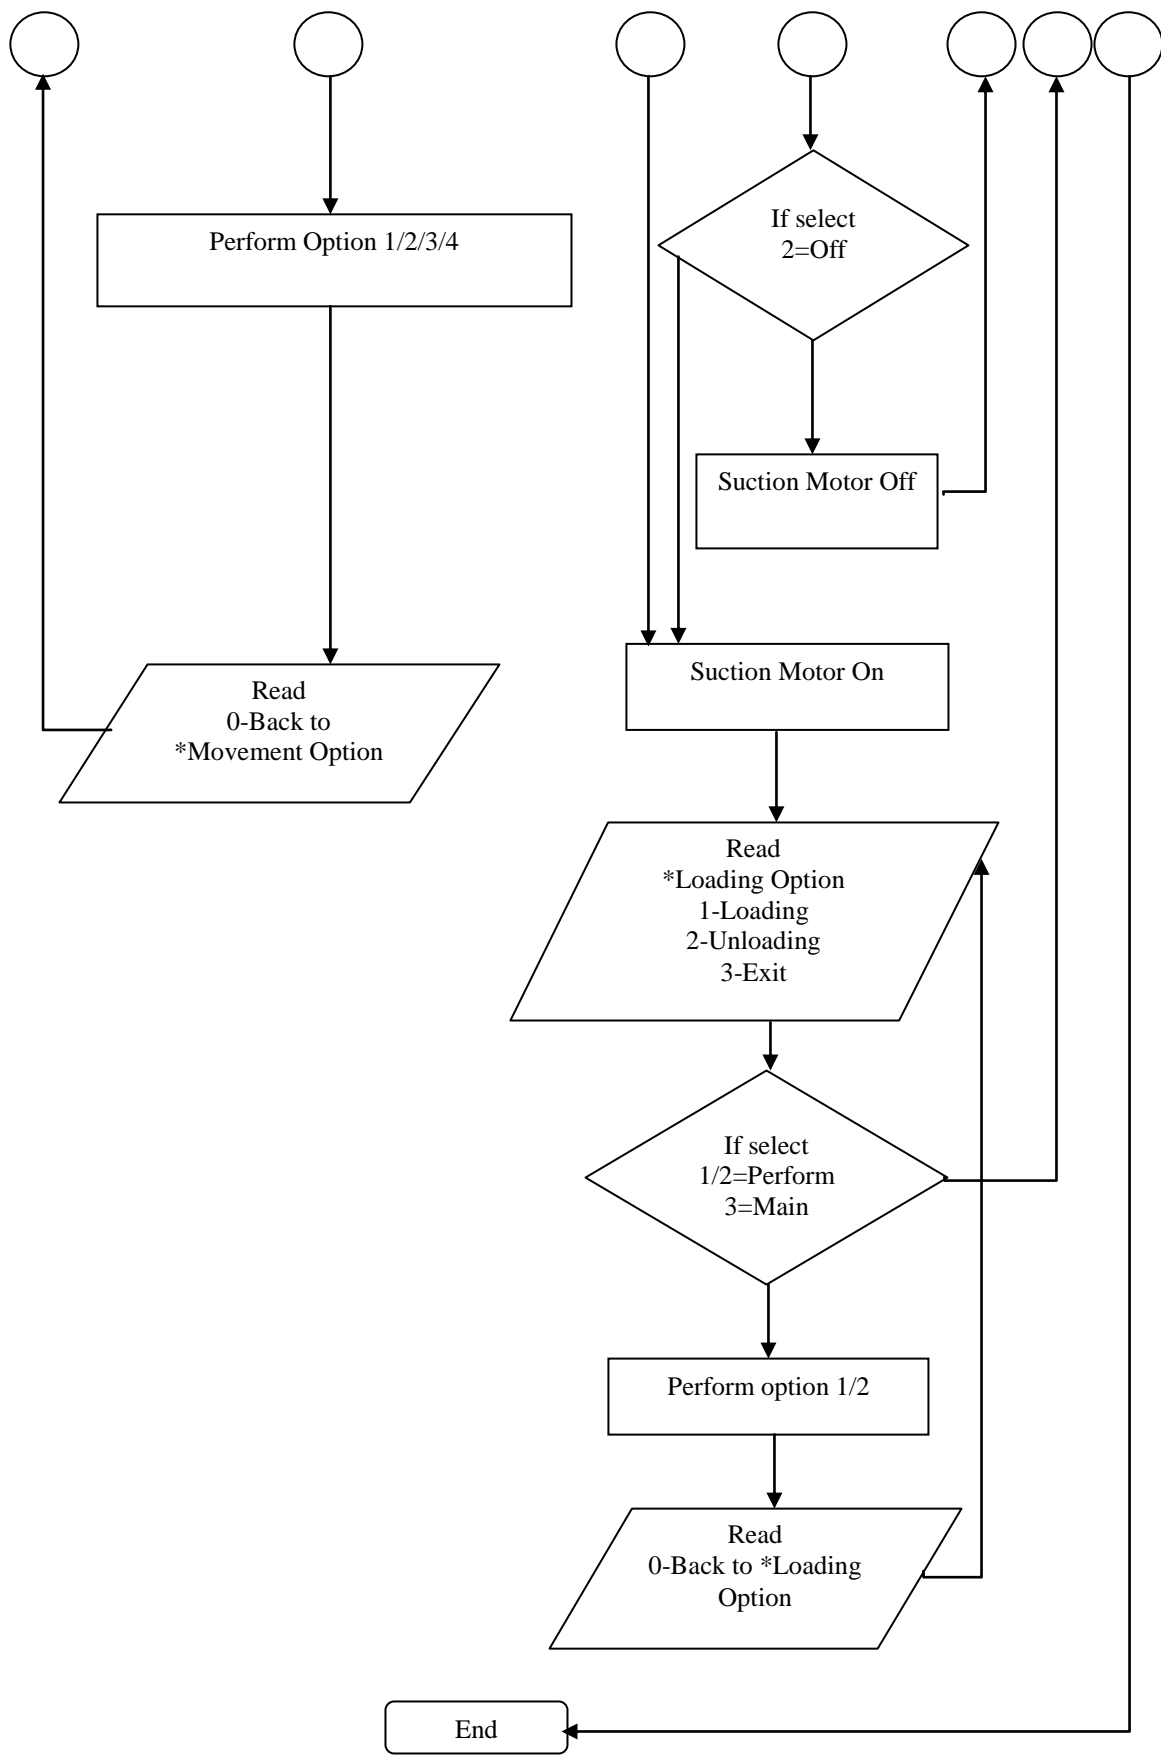 Perform Option 1/2/3/4
If select
2=Off
Suction Motor Off
Suction Motor On
Read
0-Back to
*Movement Option
Read
*Loading Option
1-Loading
2-Unloading
3-Exit
If select
1/2=Perform
3=Main
Perform option 1/2
Read
0-Back to *Loading
Option
End